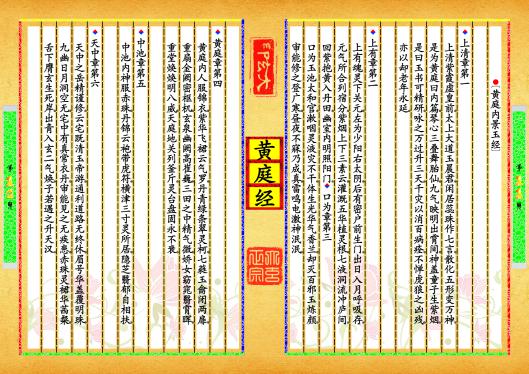 黄庭内景玉经
上清章第一
上清紫霞虚皇前太上大道玉晨君
闲居蕊珠作七言散化五形变万神
是为黄庭曰内篇琴心三叠舞胎仙九气映明出霄间神盖童子生紫烟
是曰玉书可精研咏之万过升三天千灾以消百病痊不惮虎狼之凶残
亦以却老年永延
上有章第二
上有魂灵下关元左为少阳右太阴后有密户前生门出日入月呼吸存
元气所合列宿分紫烟上下三素云灌溉五华植灵根七液洞流冲庐间
回紫抱黄入丹田幽室内明照阳门
口为章第三
口为玉池太和官漱咽灵液灾不干体生光华气香兰却灭百邪玉炼颜
审能修之登广寒昼夜不寐乃成真雷鸣电激神泯泯
黄庭经
黄庭章第四
黄庭内人服锦衣紫华飞裙云气罗丹青绿条翠灵柯七蕤玉龠闭两扉
重扇金关密枢机玄泉幽阙高崔巍三田之中精气微娇女窈窕翳霄晖
重堂焕焕明八威天庭地关列斧斤灵台盘固永不衰
中池章第五
中池内神服赤珠丹锦云袍带虎符横津三寸灵所居隐芝翳郁自相扶
天中章第六
天中之岳精谨修云宅既清玉帝游通利道路无终休眉号华盖覆明珠
九幽日月洞空无宅中有真常衣丹审能见之无疾患赤珠灵裙华茜粲
舌下膺玄生死岸出青入玄二气焕子若遇之升天汉